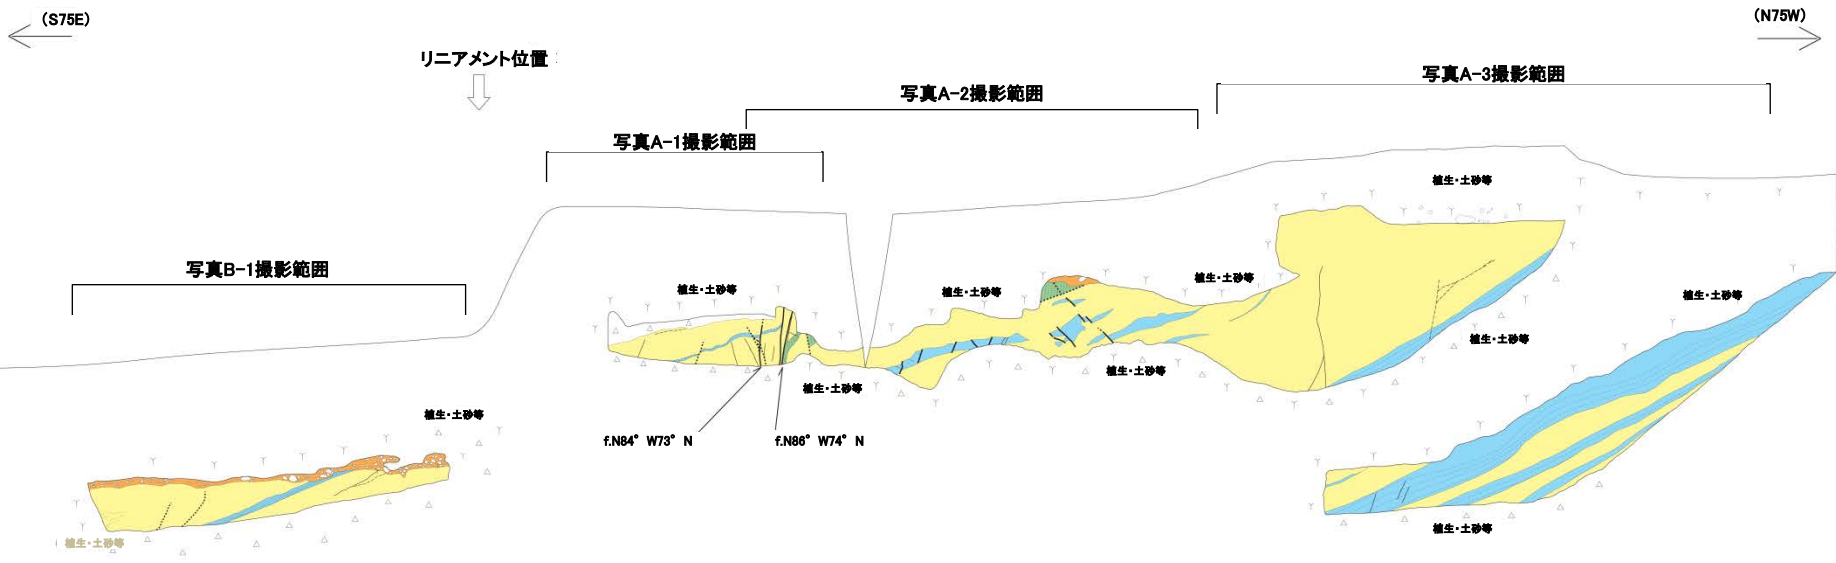 (S75E)
(N75W)
リニアメント位置
写真A-3撮影範囲
写真A-2撮影範囲
写真A-1撮影範囲
写真B-1撮影範囲
植生・土砂等
植生・土砂等
植生・土砂等
植生・土砂等
植生・土砂等
植生・土砂等
植生・土砂等
植生・土砂等
植生・土砂等
f.N84°W73°N
f.N86°W74°N
植生・土砂等
植生・土砂等
植生・土砂等